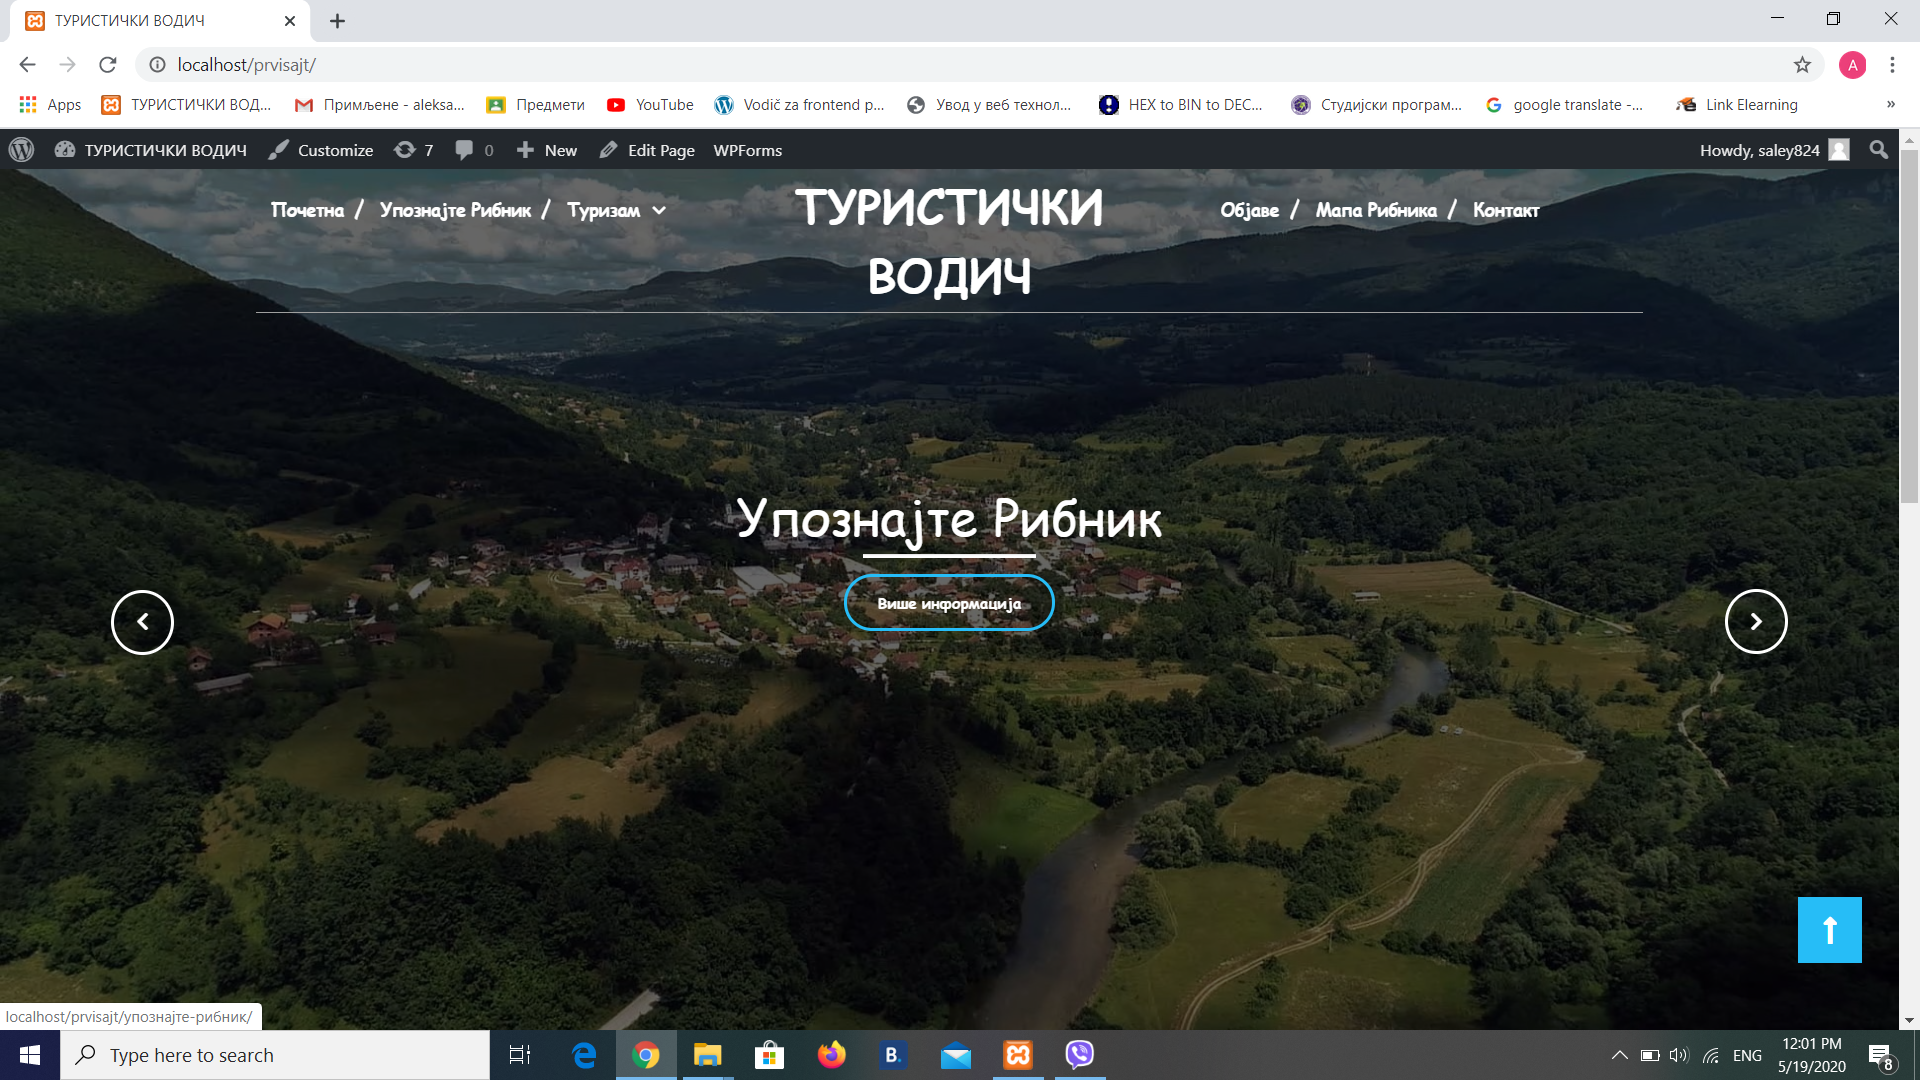 ТУРИСТИЧКИ ВОДИЧ
localhost/prvisajt/
A
Apps
ТУРИСТИЧКИ ВОД...
Примљене - aleksa...
Предмети
YouTube
Vodič za frontend p...
Увод у веб технол...
HEX to BIN to DEC...
Студијски програм...
google translate -...
Link Elearning
»
ТУРИСТИЧКИ ВОДИЧ
Customize
7
0
New
Edit Page
WPForms
Howdy, saley824
Почетна /
Упознајте Рибник /
Туризам
ТУРИСТИЧКИ
ВОДИЧ
Објаве /
Мапа Рибника /
Контакт
Упознајте Рибник
Више информација
localhost/prvisajt/упознајте-рибник/
Type here to search
B.
ENG
12:01 PM
5/19/2020
8